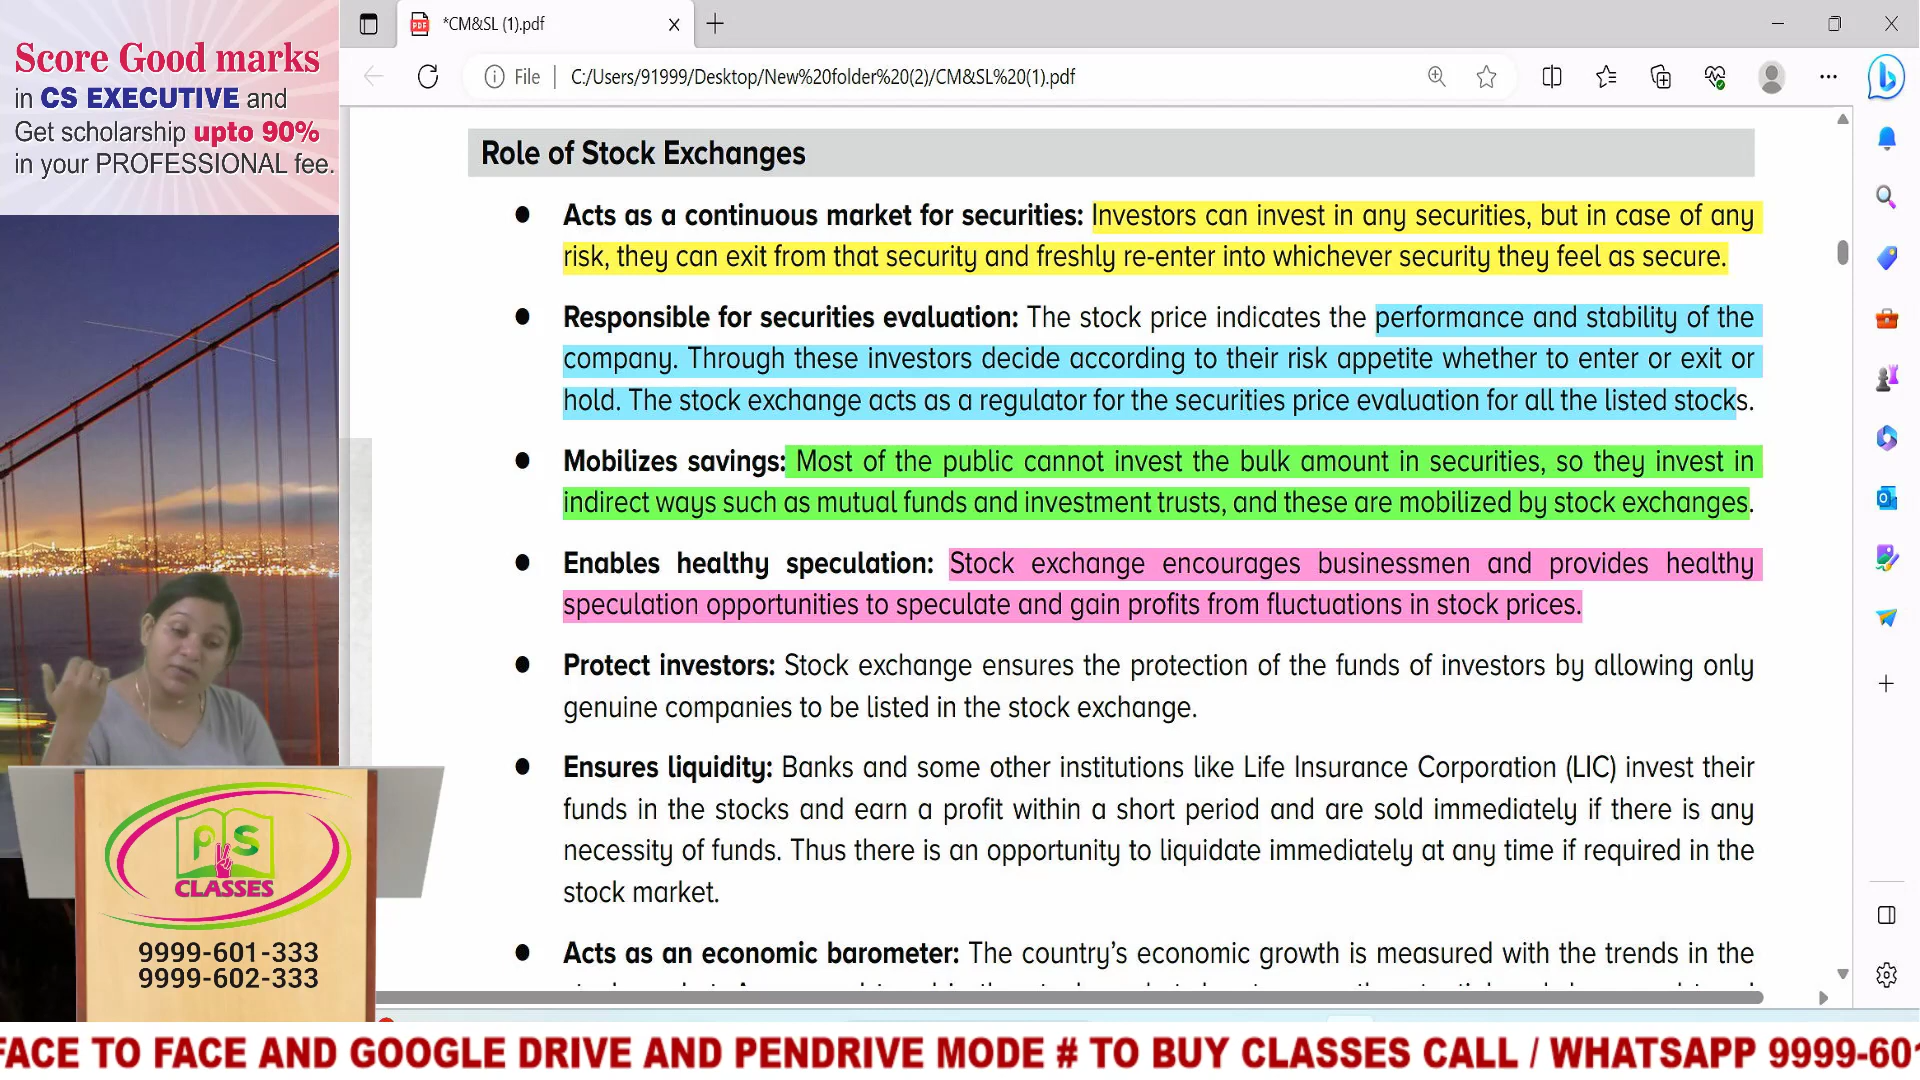 Score Good marks
in CS EXECUTIVE and
Get scholarship upto 90%
in your PROFESSIONAL fee.
*CM&SL (1).pdf
File
C:/Users/91999/Desktop/New%20folder%20(2)/CM&SL%20(1).pdf
Role of Stock Exchanges
● Acts as a continuous market for securities: Investors can invest in any securities, but in case of any
risk, they can exit from that security and freshly re-enter into whichever security they feel as secure.
● Responsible for securities evaluation: The stock price indicates the performance and stability of the
company. Through these investors decide according to their risk appetite whether to enter or exit or
hold. The stock exchange acts as a regulator for the securities price evaluation for all the listed stocks.
● Mobilizes savings: Most of the public cannot invest the bulk amount in securities, so they invest in
indirect ways such as mutual funds and investment trusts, and these are mobilized by stock exchanges.
● Enables healthy speculation: Stock exchange encourages businessmen and provides healthy
speculation opportunities to speculate and gain profits from fluctuations in stock prices.
● Protect investors: Stock exchange ensures the protection of the funds of investors by allowing only
genuine companies to be listed in the stock exchange.
● Ensures liquidity: Banks and some other institutions like Life Insurance Corporation (LIC) invest their
funds in the stocks and earn a profit within a short period and are sold immediately if there is any
necessity of funds. Thus there is an opportunity to liquidate immediately at any time if required in the
stock market.
● Acts as an economic barometer: The country's economic growth is measured with the trends in the
PS
CLASSES
9999-601-333
9999-602-333
FACE TO FACE AND GOOGLE DRIVE AND PENDRIVE MODE # TO BUY CLASSES CALL / WHATSAPP 9999-60